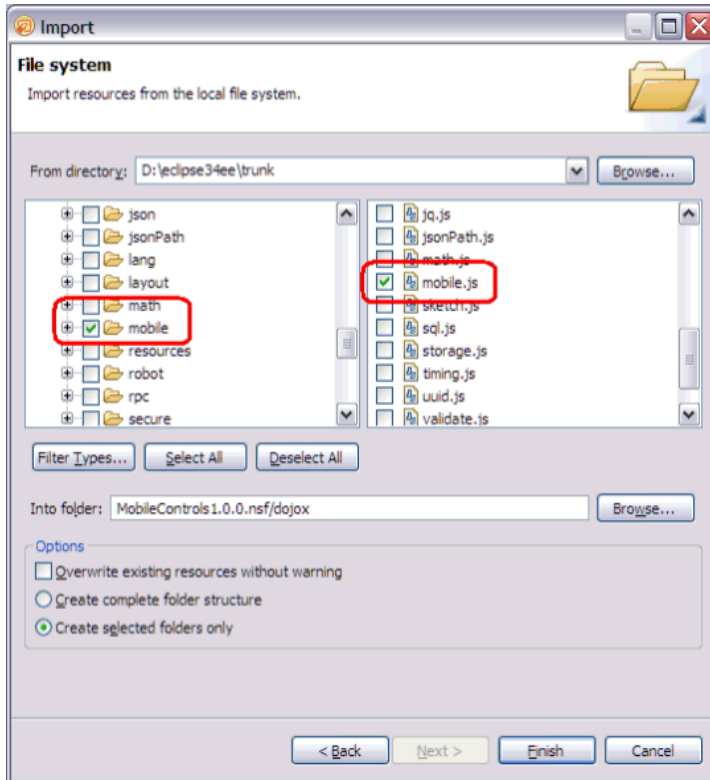 Import
File system
Import resources from the local file system.
From directory: D:\eclipse34ee\trunk
Browse...
json
jsonPath
lang
layout
math
mobile
resources
robot
rpc
secure
jq.js
jsonPath.js
math.js
mobile.js
sketch.js
sql.js
storage.js
timing.js
uuid.js
validate.js
Filter Types...
Select All
Deselect All
Into folder: MobileControls1.0.0.nsf/dojox
Browse...
Options
Overwrite existing resources without warning
Create complete folder structure
Create selected folders only
< Back
Next >
Finish
Cancel